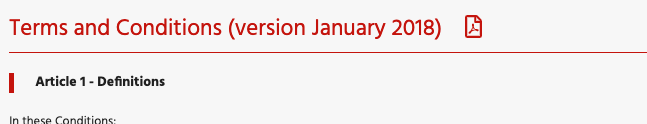 Terms and Conditions (version January 2018)
Article 1 - Definitions
In these Conditions: